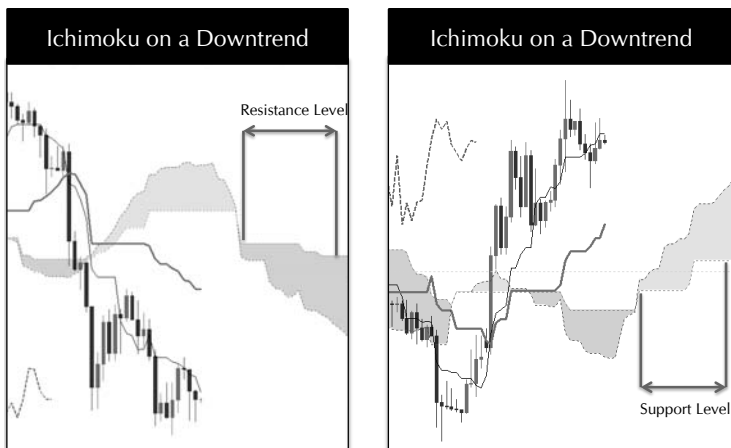 Ichimoku on a Downtrend
Resistance Level
Ichimoku on a Downtrend
Support Level